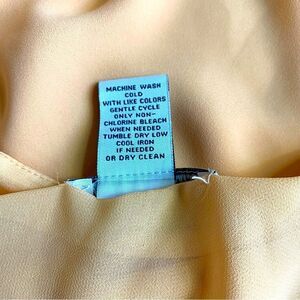 MACHINE WASH
COLD
WITH LIKE COLORS
GENTLE CYCLE
ONLY NON-
CHLORINE BLEACH
WHEN NEEDED
TUMBLE DRY LOW
COOL IRON
IF NEEDED
OR DRY CLEAN